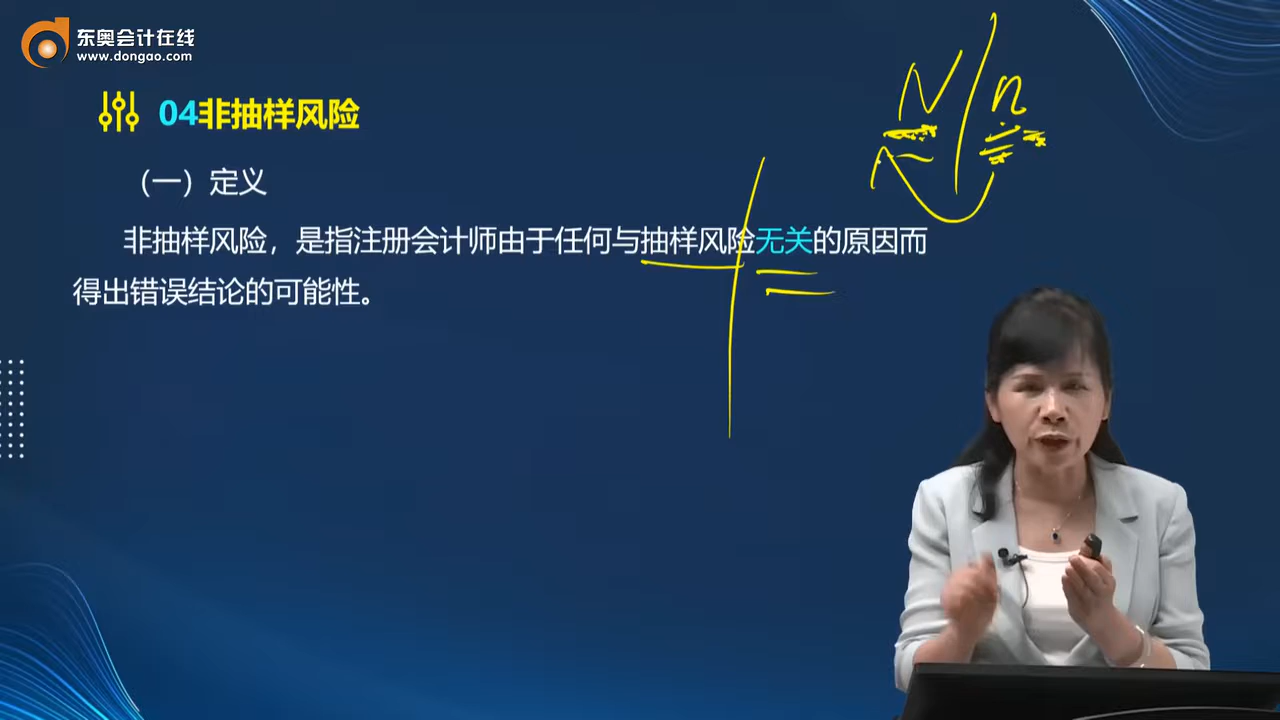 东奥会计在线
www.dongao.com
04非抽样风险
N n
（一）定义
非抽样风险，是指注册会计师由于任何与抽样风险无关的原因而
得出错误结论的可能性。